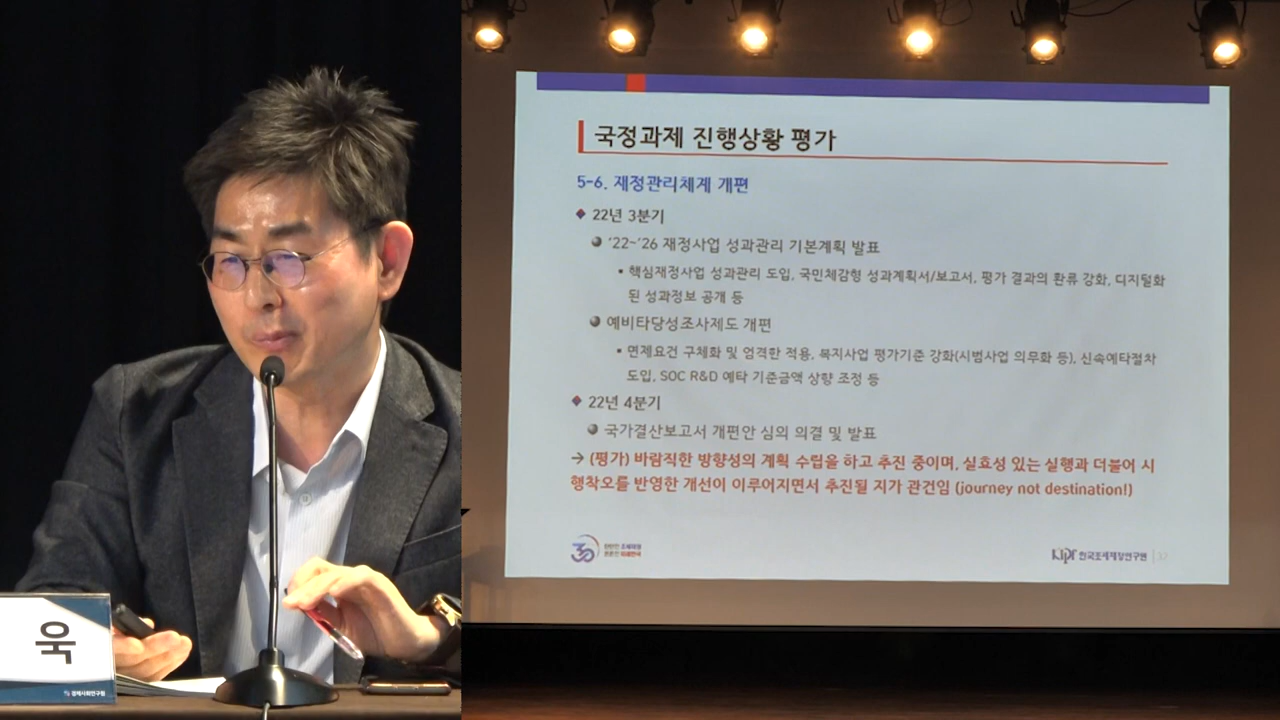 욱
경제사회연구원
국정과제 진행상황 평가
5-6. 재정관리체계 개편
◆ 22년 3분기
'22~'26 재정사업 성과관리 기본계획 발표
▪ 핵심재정사업 성과관리 도입, 국민체감형 성과계획서/보고서, 평가 결과의 환류 강화, 디지털화
된 성과정보 공개 등
예비타당성조사제도 개편
▪ 면제요건 구체화 및 엄격한 적용, 복지사업 평가기준 강화(시범사업 의무화 등), 신속예타절차
도입, SOC R&D 예타 기준금액 상향 조정 등
◆ 22년 4분기
국가결산보고서 개편안 심의 의결 및 발표
→ (평가) 바람직한 방향성의 계획 수립을 하고 추진 중이며, 실효성 있는 실행과 더불어 시
행착오를 반영한 개선이 이루어지면서 추진될 지가 관건임 (journey not destination!)
30
kipf 한국조세재정연구원